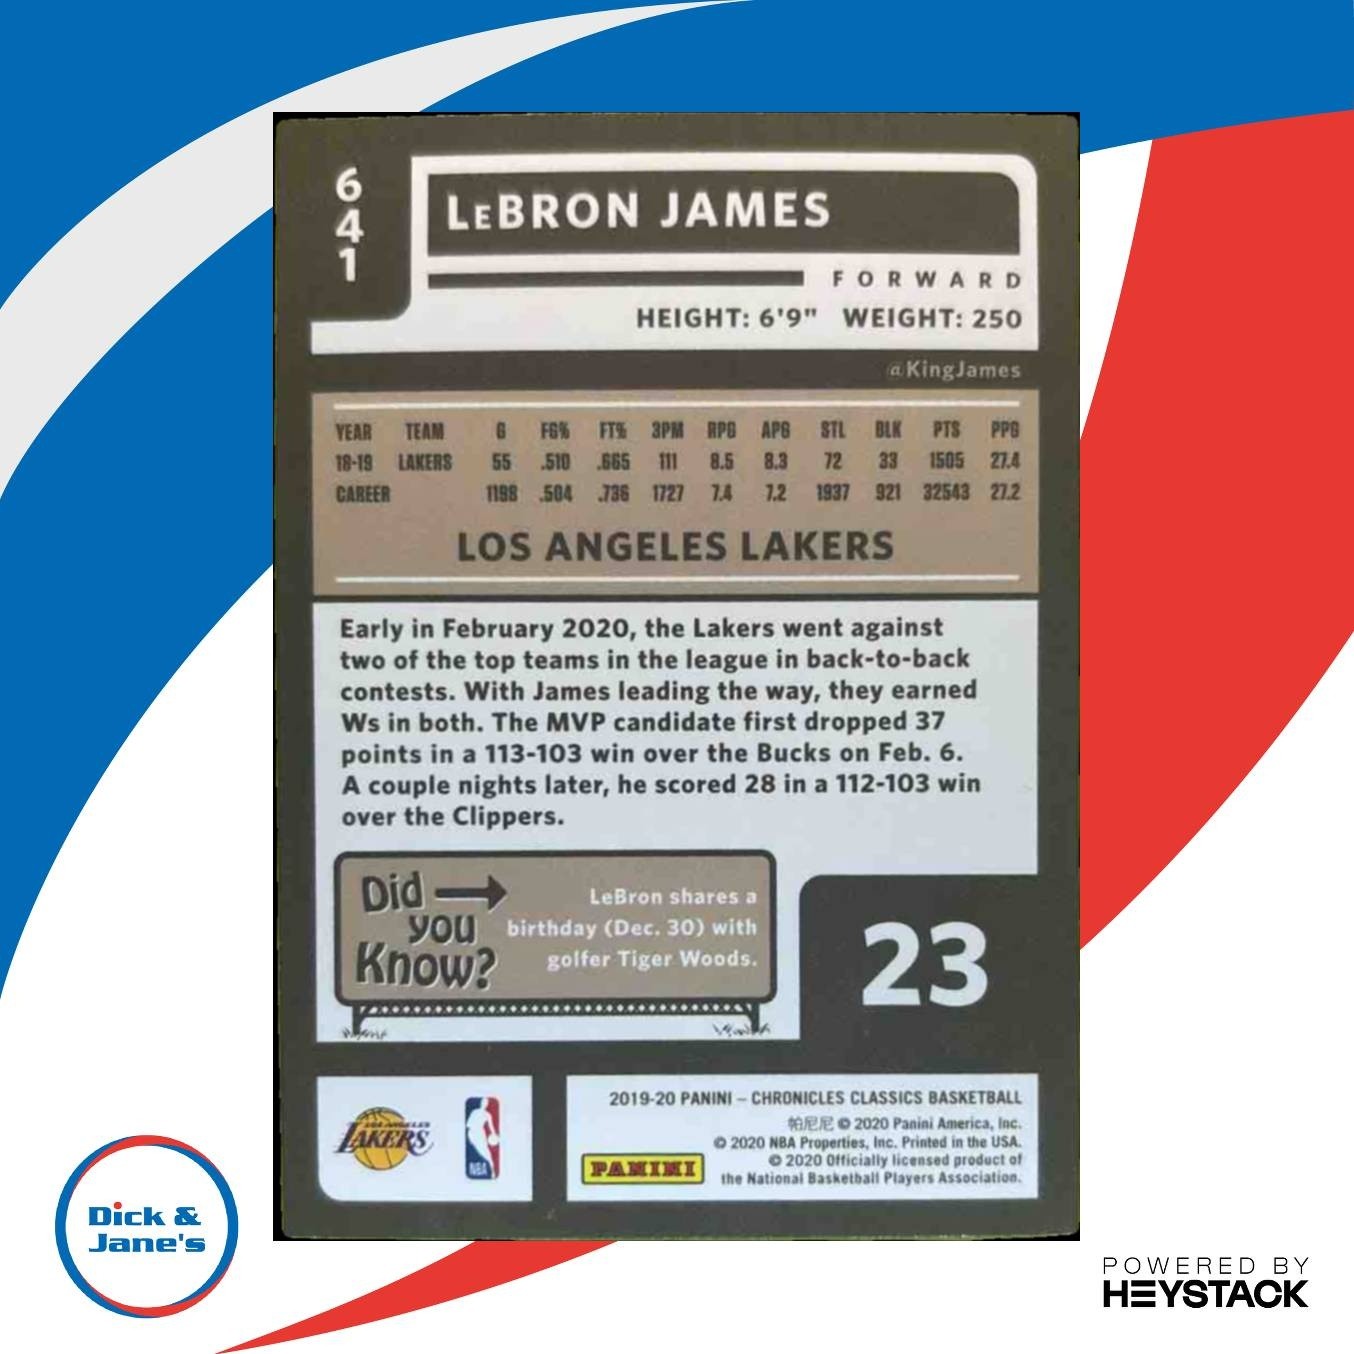 6
4
1
LeBRON JAMES
FORWARD
HEIGHT: 6'9" WEIGHT: 250
@KingJames
YEAR TEAM G FG% FT% 3PM RPG APG STL BLK PTS PPG
18-19 LAKERS 55 .510 .665 111 8.5 8.3 72 33 1505 27.4
CAREER 1198 .504 .736 1727 7.4 7.2 1937 921 32543 27.2
LOS ANGELES LAKERS
Early in February 2020, the Lakers went against
two of the top teams in the league in back-to-back
contests. With James leading the way, they earned
Ws in both. The MVP candidate first dropped 37
points in a 113-103 win over the Bucks on Feb. 6.
A couple nights later, he scored 28 in a 112-103 win
over the Clippers.
Did
you
Know?
LeBron shares a
birthday (Dec. 30) with
golfer Tiger Woods.
23
LOS ANGELES
LAKERS
NBA
2019-20 PANINI – CHRONICLES CLASSICS BASKETBALL
帕尼尼 © 2020 Panini America, Inc.
© 2020 NBA Properties, Inc. Printed in the USA.
© 2020 Officially licensed product of
the National Basketball Players Association.
PANINI
Dick &
Jane's
POWERED BY
HEYSTACK